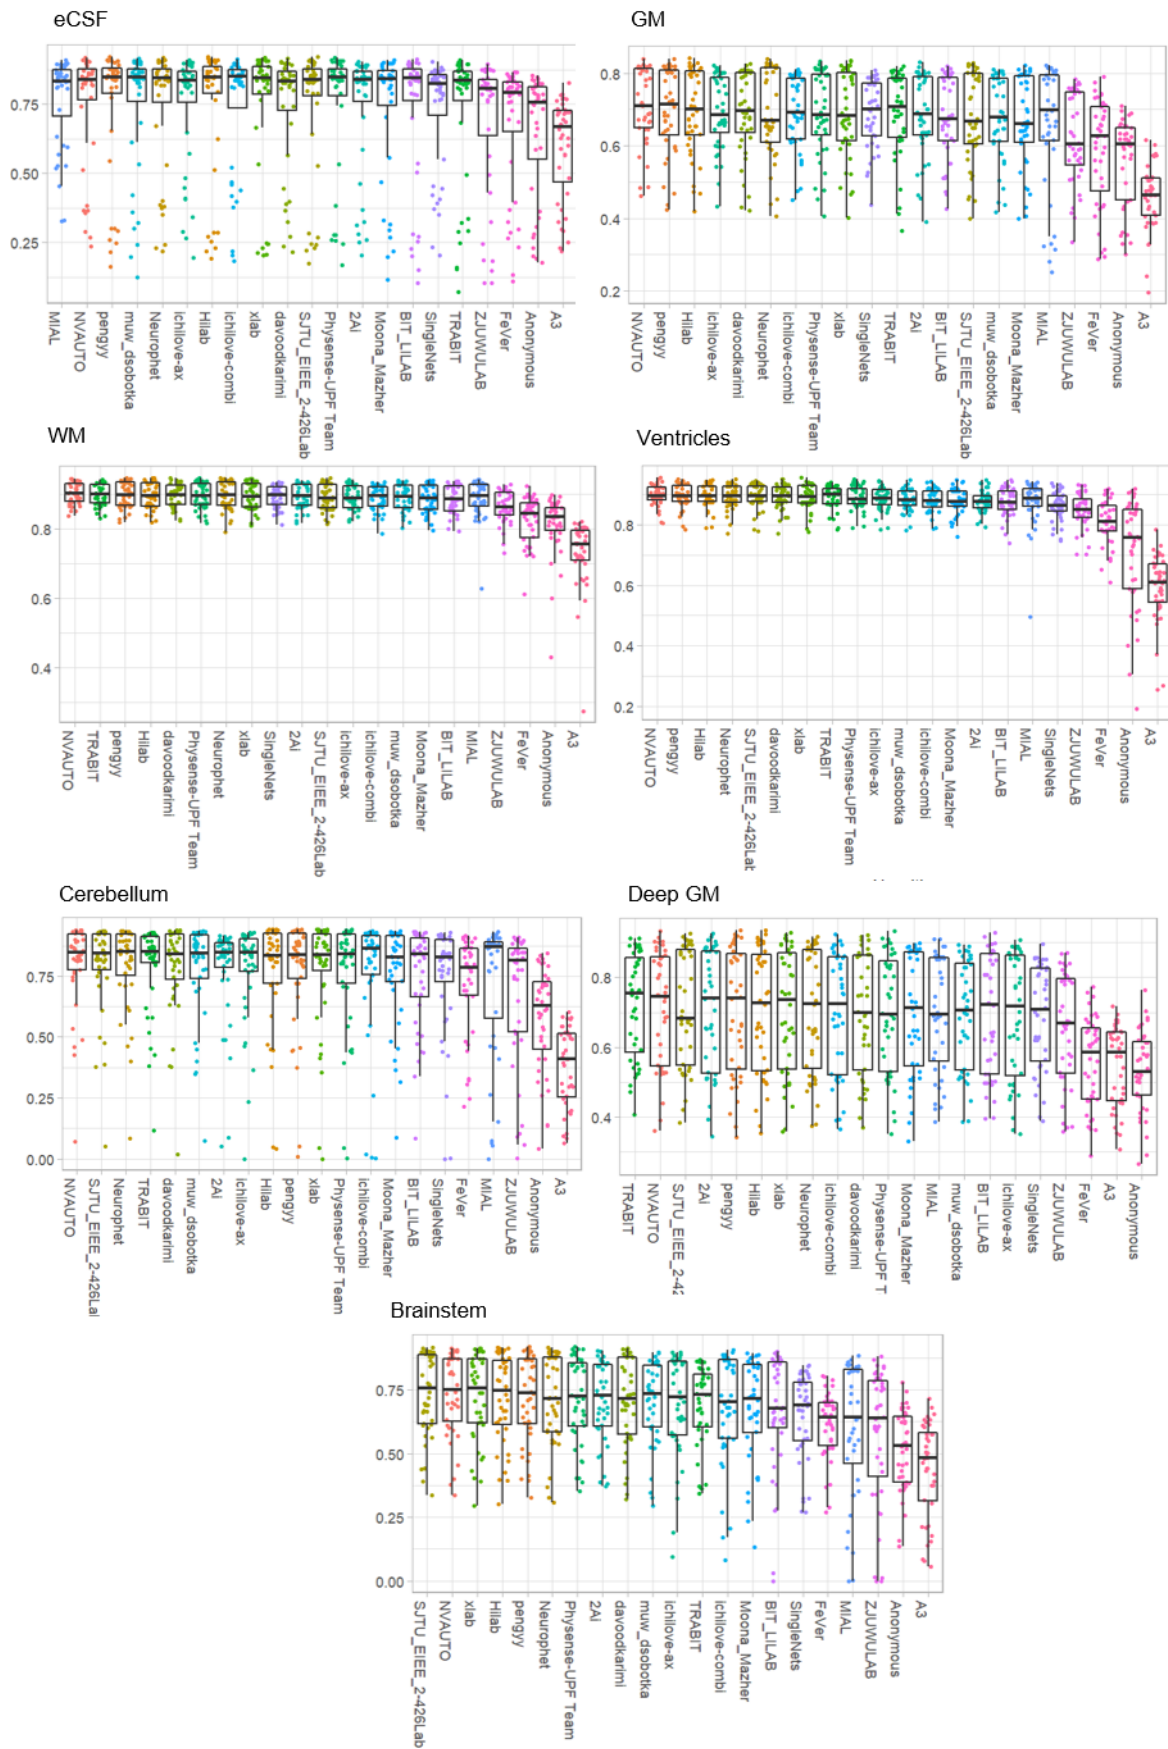 eCSF
0.75
0.50
0.25
MIAL
NVAUTO
pengyy
muw_dsobotka
Neurophet
ichilove-ax
Hilab
ichilove-combi
xlab
davoodkarimi
SJTU_EIEE_2-426Lab
Physense-UPF Team
2Ai
Moona_Mazher
BIT_LILAB
SingleNets
TRABIT
ZJUWULAB
FeVer
Anonymous
A3
GM
0.8
0.6
0.4
0.2
NVAUTO
pengyy
Hilab
ichilove-ax
davoodkarimi
Neurophet
ichilove-combi
Physense-UPF Team
xlab
SingleNets
TRABIT
2Ai
BIT_LILAB
SJTU_EIEE_2-426Lab
muw_dsobotka
Moona_Mazher
MIAL
ZJUWULAB
FeVer
Anonymous
A3
WM
0.8
0.6
0.4
NVAUTO
TRABIT
pengyy
Hilab
davoodkarimi
Physense-UPF Team
Neurophet
xlab
SingleNets
2Ai
SJTU_EIEE_2-426Lab
ichilove-ax
ichilove-combi
muw_dsobotka
Moona_Mazher
BIT_LILAB
MIAL
ZJUWULAB
FeVer
Anonymous
A3
Ventricles
0.8
0.6
0.4
0.2
NVAUTO
pengyy
Hilab
Neurophet
SJTU_EIEE_2-426Lab
davoodkarimi
xlab
TRABIT
Physense-UPF Team
ichilove-ax
muw_dsobotka
ichilove-combi
Moona_Mazher
2Ai
BIT_LILAB
MIAL
SingleNets
ZJUWULAB
FeVer
Anonymous
A3
Cerebellum
0.75
0.50
0.25
0.00
NVAUTO
SJTU_EIEE_2-426Lal
Neurophet
TRABIT
davoodkarimi
muw_dsobotka
2Ai
ichilove-ax
Hilab
pengyy
xlab
Physense-UPF Team
ichilove-combi
Moona_Mazher
BIT_LILAB
SingleNets
FeVer
MIAL
ZJUWULAB
Anonymous
A3
Deep GM
0.8
0.6
0.4
TRABIT
NVAUTO
SJTU_EIEE_2-42
2Ai
pengyy
Hilab
xlab
Neurophet
ichilove-combi
davoodkarimi
Physense-UPF T
Moona_Mazher
MIAL
muw_dsobotka
BIT_LILAB
ichilove-ax
SingleNets
ZJUWULAB
FeVer
A3
Anonymous
Brainstem
0.75
0.50
0.25
0.00
SJTU_EIEE_2-426Lab
NVAUTO
xlab
Hilab
pengyy
Neurophet
Physense-UPF Team
2Ai
davoodkarimi
muw_dsobotka
ichilove-ax
TRABIT
ichilove-combi
Moona_Mazher
BIT_LILAB
SingleNets
FeVer
MIAL
ZJUWULAB
Anonymous
A3